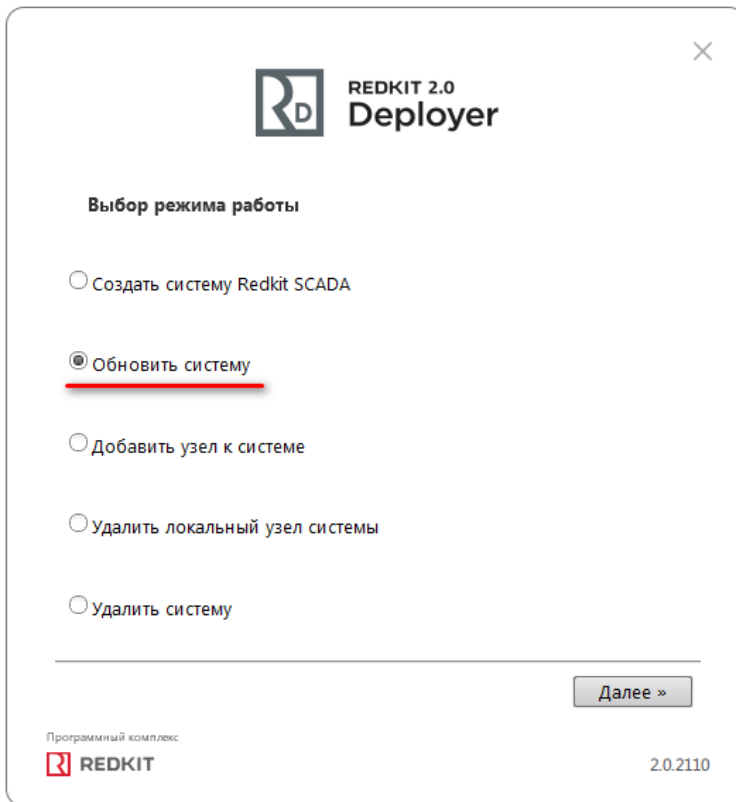 REDKIT 2.0
Deployer
Выбор режима работы
Создать систему Redkit SCADA
Обновить систему
Добавить узел к системе
Удалить локальный узел системы
Удалить систему
Далее »
Программный комплекс
REDKIT
2.0.2110